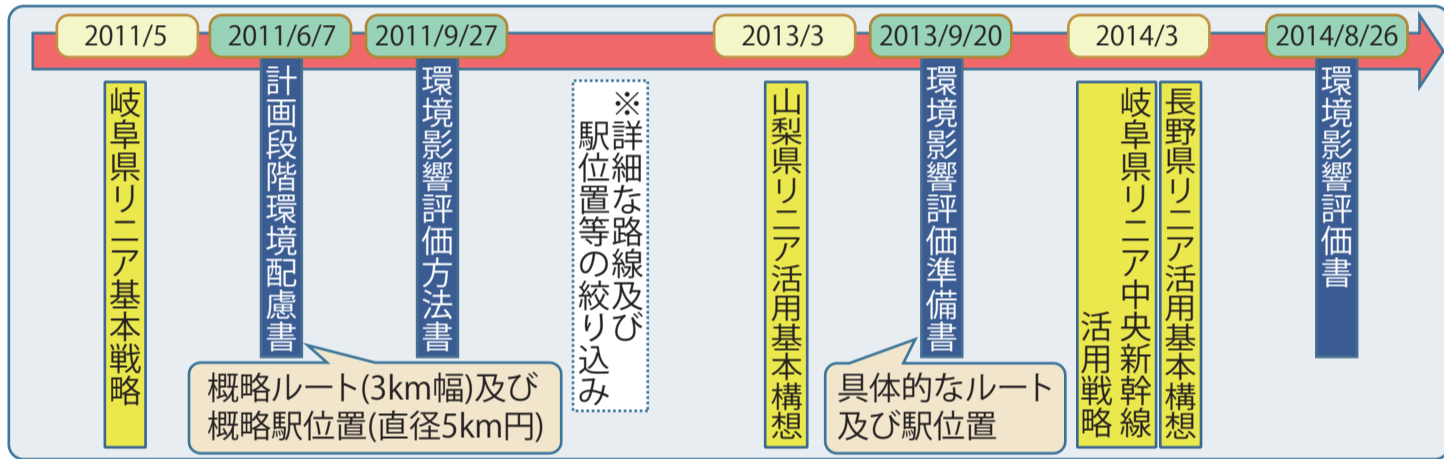 2011/5
2011/6/7
2011/9/27
2013/3
2013/9/20
2014/3
2014/8/26
岐阜県リニア基本戦略
計画段階環境配慮書
環境影響評価方法書
※詳細な路線及び
駅位置等の絞り込み
山梨県リニア活用基本構想
環境影響評価準備書
長野県リニア活用基本構想
岐阜県リニア中央新幹線
活用戦略
環境影響評価書
概略ルート(3km幅)及び
概略駅位置(直径5km円)
具体的なルート
及び駅位置